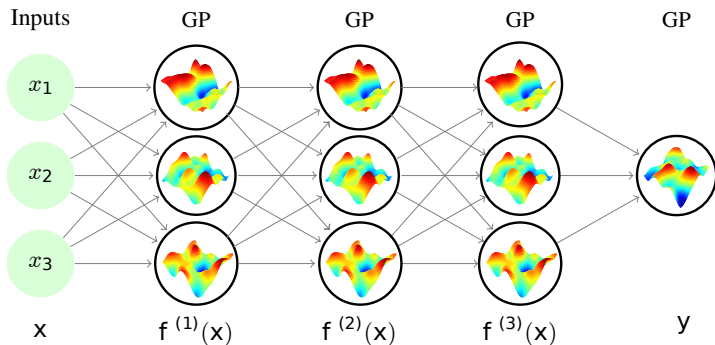 Inputs GP GP GP GP
x₁
x₂
x₃
x f⁽¹⁾(x) f⁽²⁾(x) f⁽³⁾(x) y